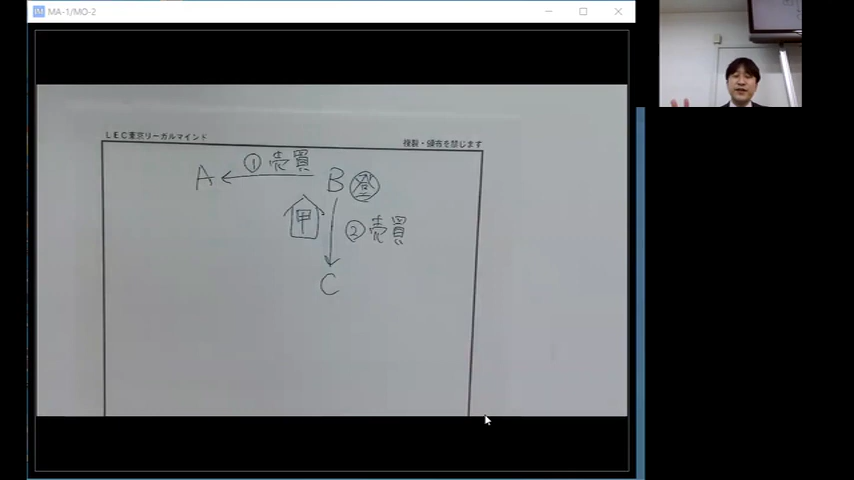 MA-1/MO-2
LEC東京リーガルマインド
複製・頒布を禁じます
A ① 売買 B 登
甲 ② 売買
C